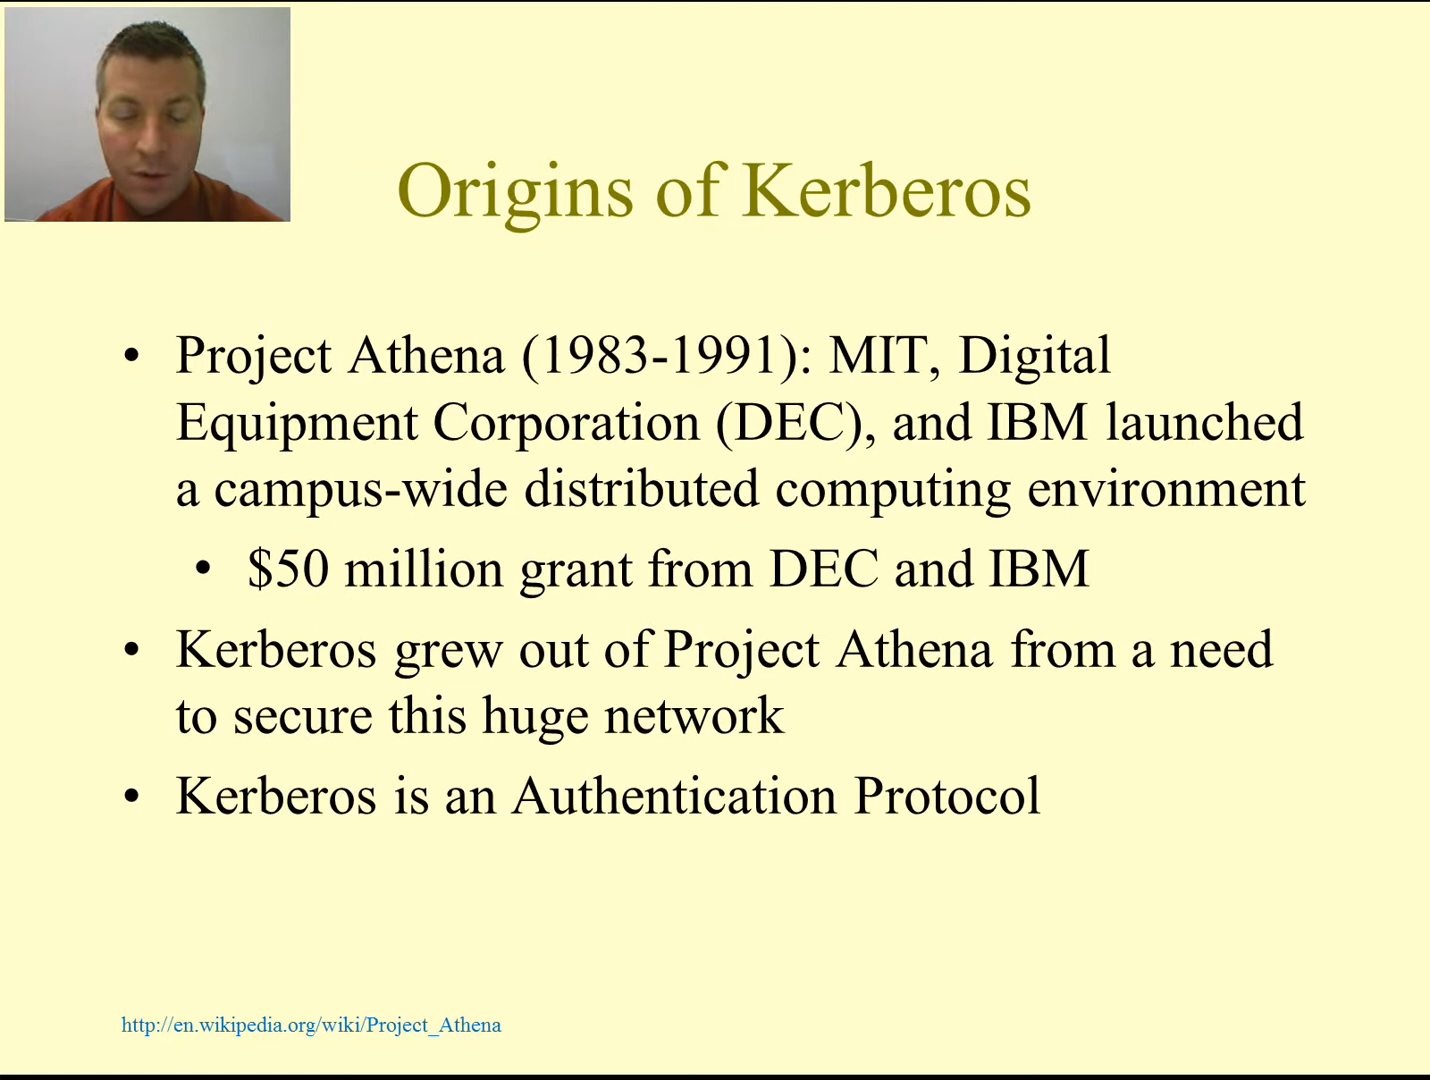 Origins of Kerberos
• Project Athena (1983-1991): MIT, Digital
Equipment Corporation (DEC), and IBM launched
a campus-wide distributed computing environment
• $50 million grant from DEC and IBM
• Kerberos grew out of Project Athena from a need
to secure this huge network
• Kerberos is an Authentication Protocol
http://en.wikipedia.org/wiki/Project_Athena